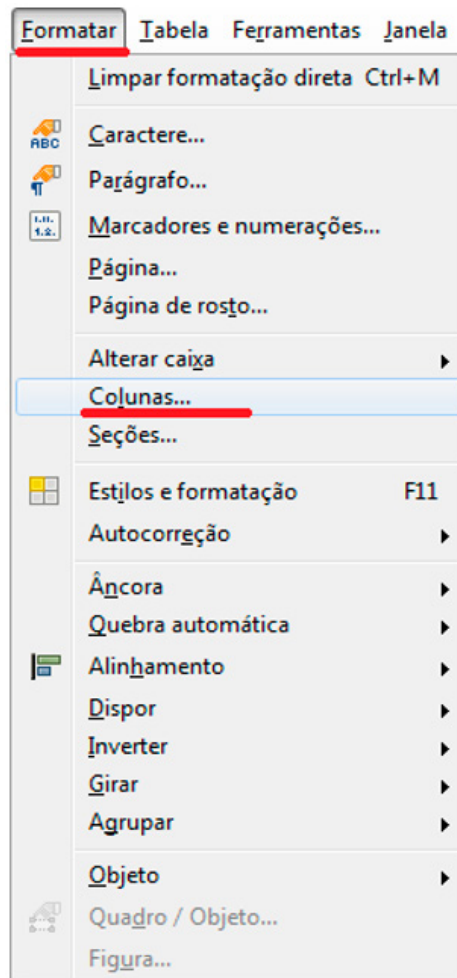 Formatar Tabela Ferramentas Janela
Limpar formatação direta Ctrl+M
ABC Caractere...
¶ Parágrafo...
Marcadores e numerações...
Página...
Página de rosto...
Alterar caixa
Colunas...
Seções...
Estilos e formatação F11
Autocorreção
Âncora
Quebra automática
Alinhamento
Dispor
Inverter
Girar
Agrupar
Objeto
Quadro / Objeto...
Figura...